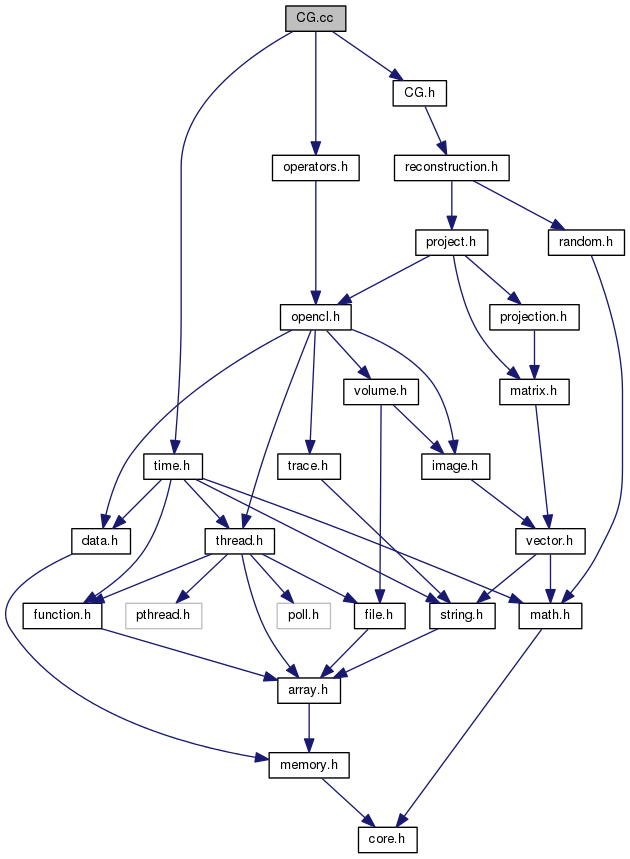 CG.cc
CG.h
operators.h
reconstruction.h
project.h
random.h
opencl.h
projection.h
volume.h
matrix.h
time.h
trace.h
image.h
data.h
thread.h
vector.h
function.h
pthread.h
poll.h
file.h
string.h
math.h
array.h
memory.h
core.h